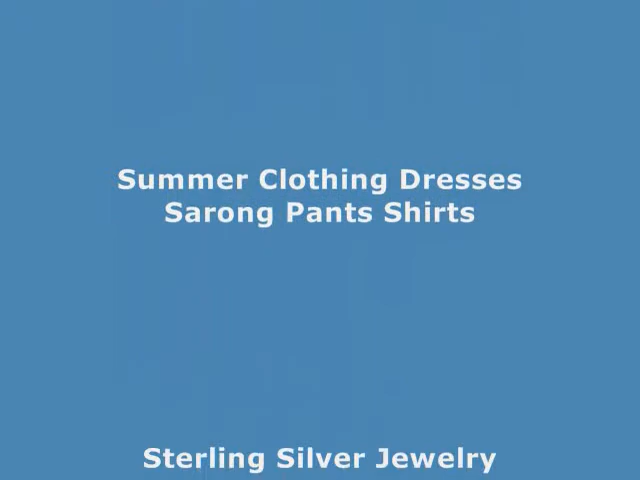 Summer Clothing Dresses
Sarong Pants Shirts
Sterling Silver Jewelry